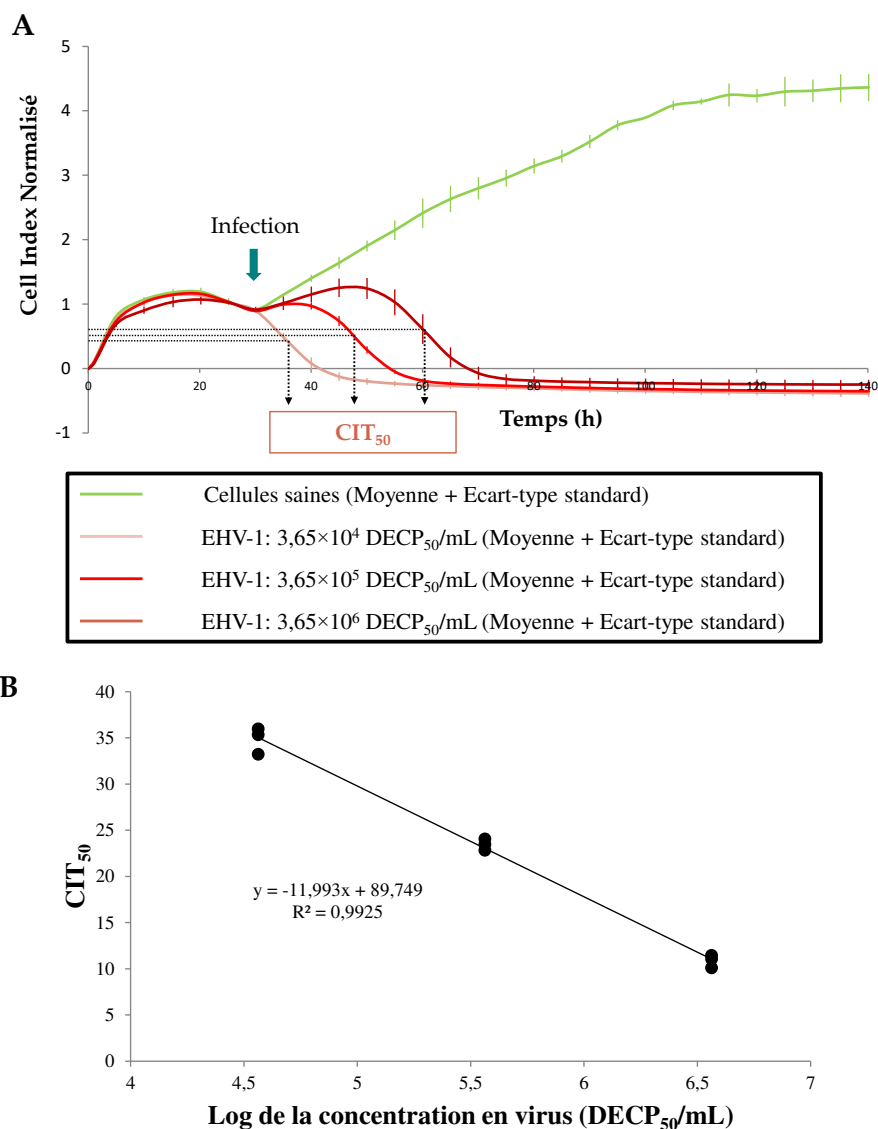 A
5
4
3
2
1
0
-1
Cell Index Normalisé
Infection
0
20
40
60
80
100
120
140
Temps (h)
CIT₅₀
Cellules saines (Moyenne + Ecart-type standard)
EHV-1: 3,65×10⁴ DECP₅₀/mL (Moyenne + Ecart-type standard)
EHV-1: 3,65×10⁵ DECP₅₀/mL (Moyenne + Ecart-type standard)
EHV-1: 3,65×10⁶ DECP₅₀/mL (Moyenne + Ecart-type standard)
B
40
35
30
25
20
15
10
5
0
CIT₅₀
y = -11,993x + 89,749
R² = 0,9925
4
4,5
5
5,5
6
6,5
7
Log de la concentration en virus (DECP₅₀/mL)